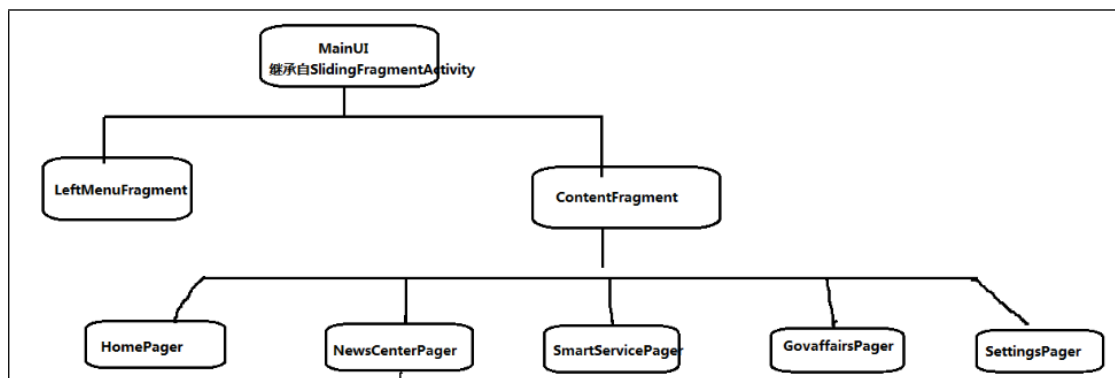 MainUI
继承自SlidingFragmentActivity
LeftMenuFragment
ContentFragment
HomePager
NewsCenterPager
SmartServicePager
GovaffairsPager
SettingsPager